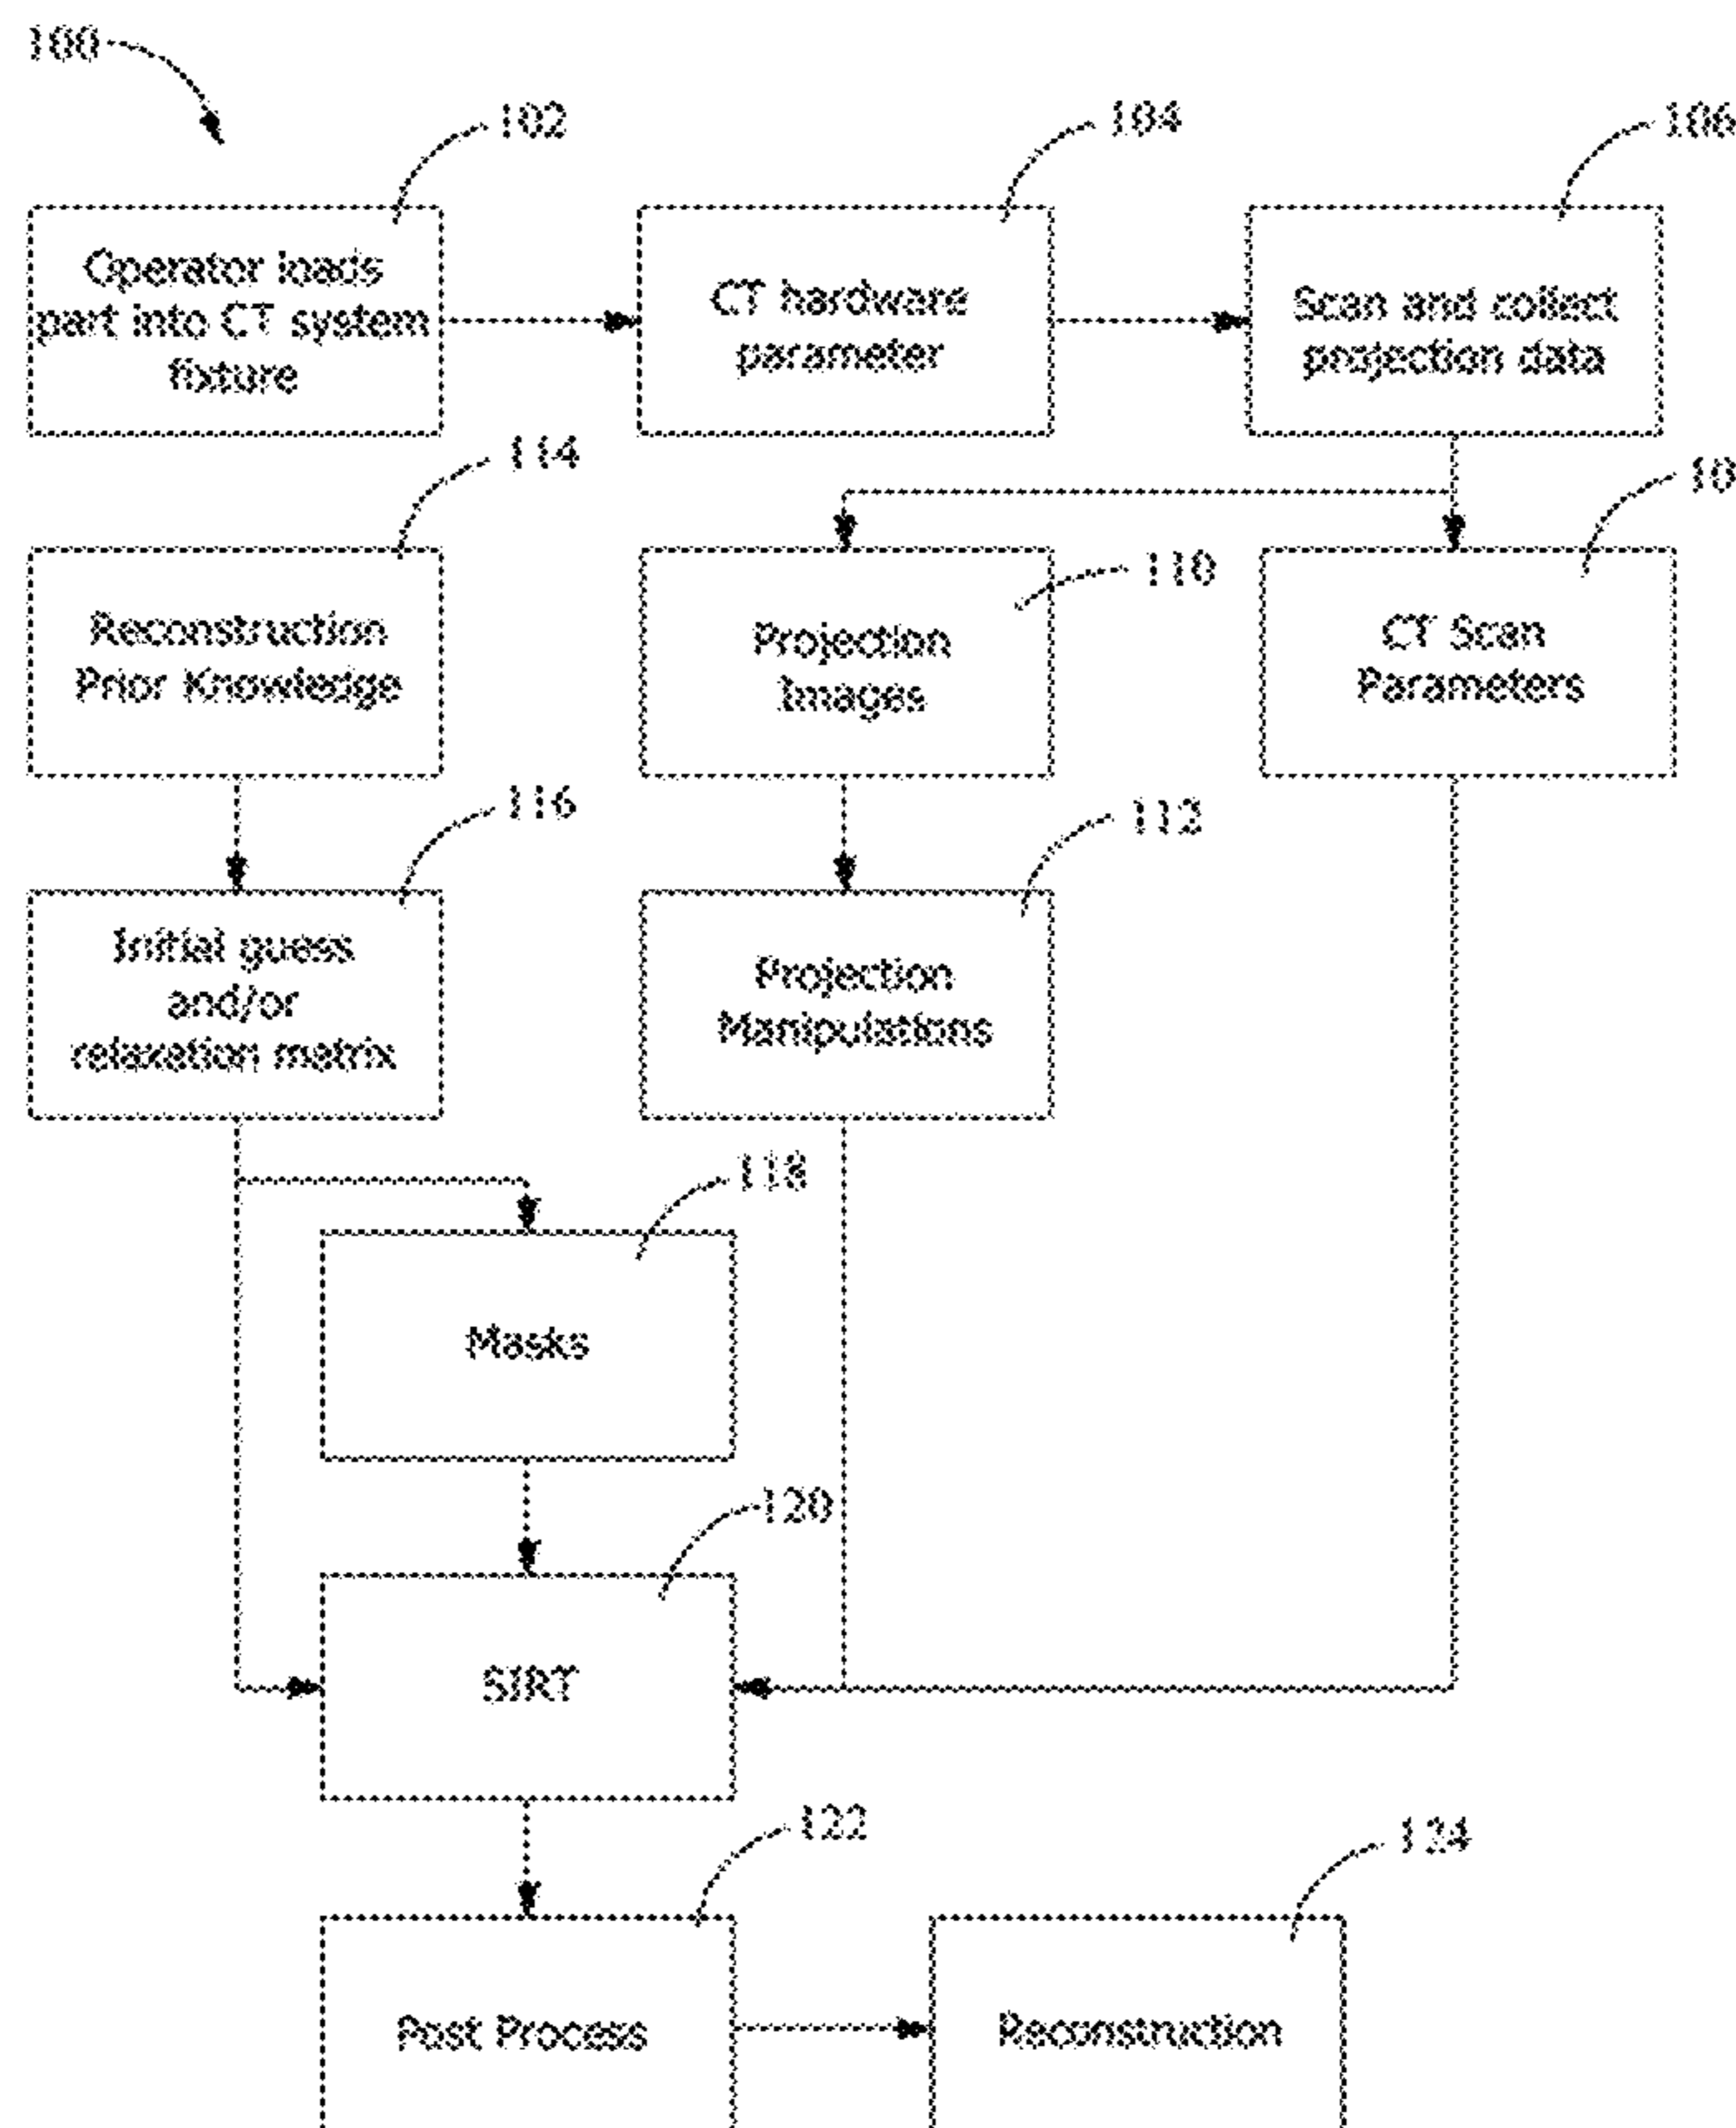 100
102
104
106
Operator loads
part into CT system
fixture
CT hardware
parameter
Scan and collect
projection data
114
10
110
Reconstruction
Prior Knowledge
Projection
Images
CT Scan
Parameters
116
112
Initial guess
and/or
relaxation matrix
Projection
Manipulations
118
Masks
120
SIRT
122
124
Post Process
Reconstruction